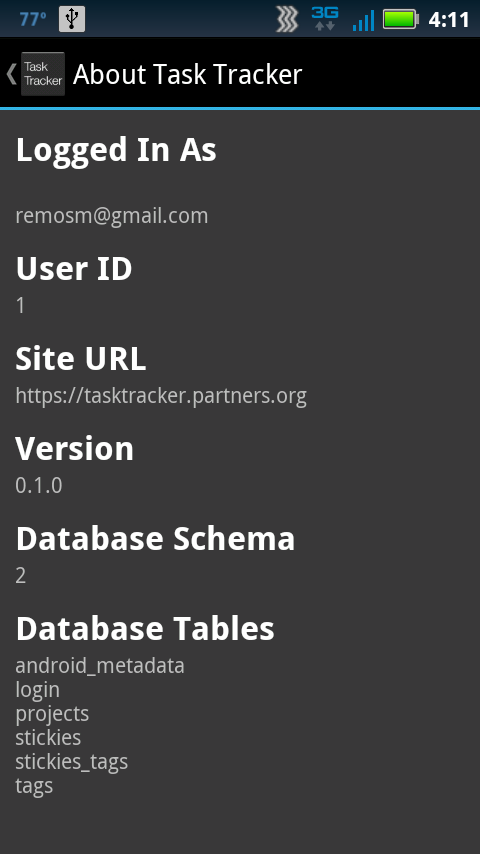 77° 3G 4:11
Task
Tracker
About Task Tracker
Logged In As
remosm@gmail.com
User ID
1
Site URL
https://tasktracker.partners.org
Version
0.1.0
Database Schema
2
Database Tables
android_metadata
login
projects
stickies
stickies_tags
tags